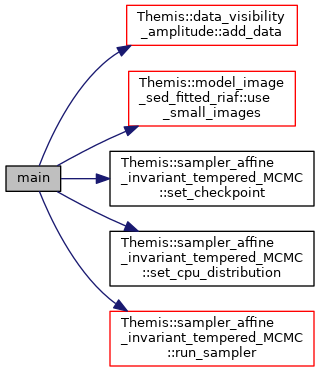 main
Themis::data_visibility
_amplitude::add_data
Themis::model_image
_sed_fitted_riaf::use
_small_images
Themis::sampler_affine
_invariant_tempered_MCMC
::set_checkpoint
Themis::sampler_affine
_invariant_tempered_MCMC
::set_cpu_distribution
Themis::sampler_affine
_invariant_tempered_MCMC
::run_sampler